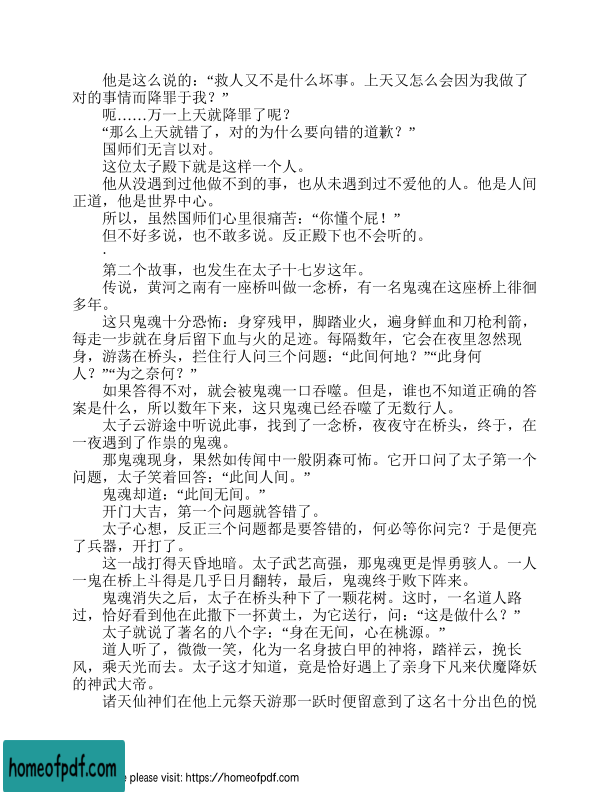 他是这么说的：“救人又不是什么坏事。上天又怎么会因为我做了
对的事情而降罪于我？”
呃……万一上天就降罪了呢？
“那么上天就错了，对的为什么要向错的道歉？”
国师们无言以对。
这位太子殿下就是这样一个人。
他从没遇到过他做不到的事，也从未遇到过不爱他的人。他是人间
正道，他是世界中心。
所以，虽然国师们心里很痛苦：“你懂个屁！”
但不好多说，也不敢多说。反正殿下也不会听的。
·
第二个故事，也发生在太子十七岁这年。
传说，黄河之南有一座桥叫做一念桥，有一名鬼魂在这座桥上徘徊
多年。
这只鬼魂十分恐怖：身穿残甲，脚踏业火，遍身鲜血和刀枪利箭，
每走一步就在身后留下血与火的足迹。每隔数年，它会在夜里忽然现
身，游荡在桥头，拦住行人问三个问题：“此间何地？”“此身何
人？”“为之奈何？”
如果答得不对，就会被鬼魂一口吞噬。但是，谁也不知道正确的答
案是什么，所以数年下来，这只鬼魂已经吞噬了无数行人。
太子云游途中听说此事，找到了一念桥，夜夜守在桥头，终于，在
一夜遇到了作祟的鬼魂。
那鬼魂现身，果然如传闻中一般阴森可怖。它开口问了太子第一个
问题，太子笑着回答：“此间人间。”
鬼魂却道：“此间无间。”
开门大吉，第一个问题就答错了。
太子心想，反正三个问题都是要答错的，何必等你问完？于是便亮
了兵器，开打了。
这一战打得天昏地暗。太子武艺高强，那鬼魂更是悍勇骇人。一人
一鬼在桥上斗得是几乎日月翻转，最后，鬼魂终于败下阵来。
鬼魂消失之后，太子在桥头种下了一颗花树。这时，一名道人路
过，恰好看到他在此撒下一抔黄土，为它送行，问：“这是做什么？”
太子就说了著名的八个字：“身在无间，心在桃源。”
道人听了，微微一笑，化为一名身披白甲的神将，踏祥云，挽长
风，乘天光而去。太子这才知道，竟是恰好遇上了亲身下凡来伏魔降妖
的神武大帝。
诸天仙神们在他上元祭天游那一跃时便留意到了这名十分出色的悦
homeofpdf.com
e please visit: https://homeofpdf.com